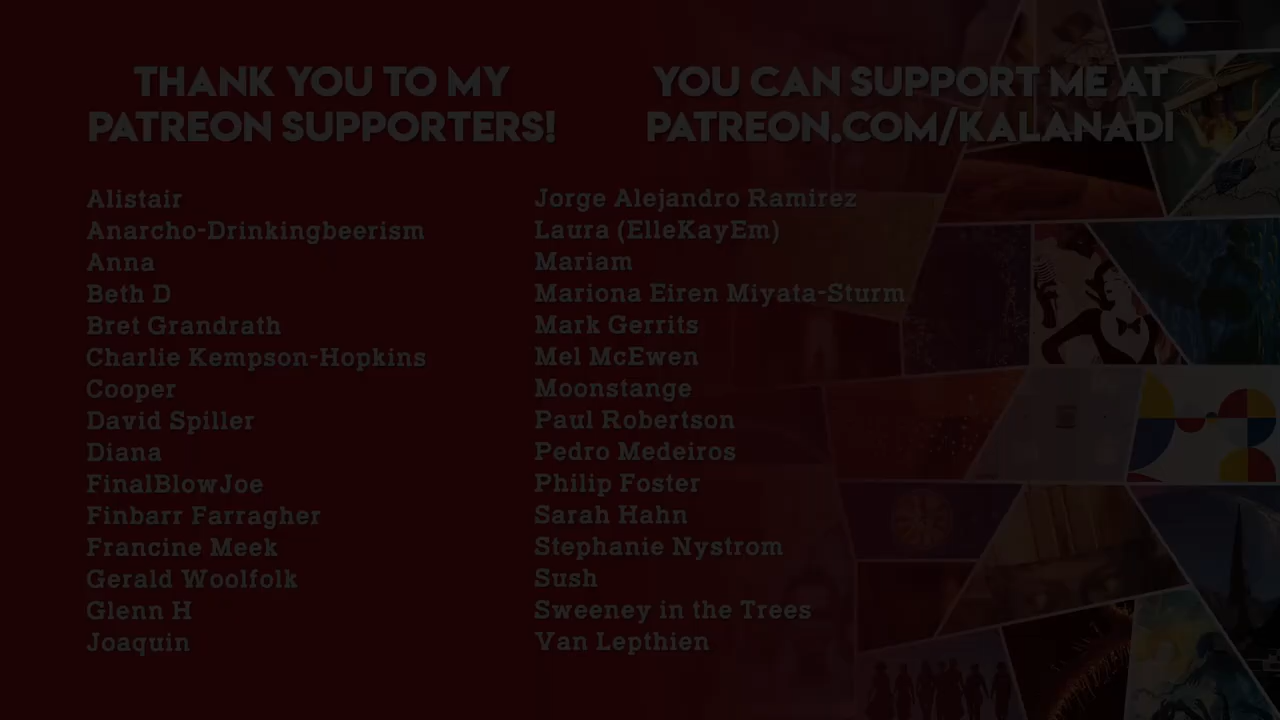 THANK YOU TO MY
PATREON SUPPORTERS!
YOU CAN SUPPORT ME AT
PATREON.COM/KALANADI
Alistair
Anarcho-Drinkingbeerism
Anna
Beth D
Bret Grandrath
Charlie Kempson-Hopkins
Cooper
David Spiller
Diana
FinalBlowJoe
Finbarr Farragher
Francine Meek
Gerald Woolfolk
Glenn H
Joaquin
Jorge Alejandro Ramirez
Laura (ElleKayEm)
Mariam
Mariona Eiren Miyata-Sturm
Mark Gerrits
Mel McEwen
Moonstange
Paul Robertson
Pedro Medeiros
Philip Foster
Sarah Hahn
Stephanie Nystrom
Sush
Sweeney in the Trees
Van Lepthien